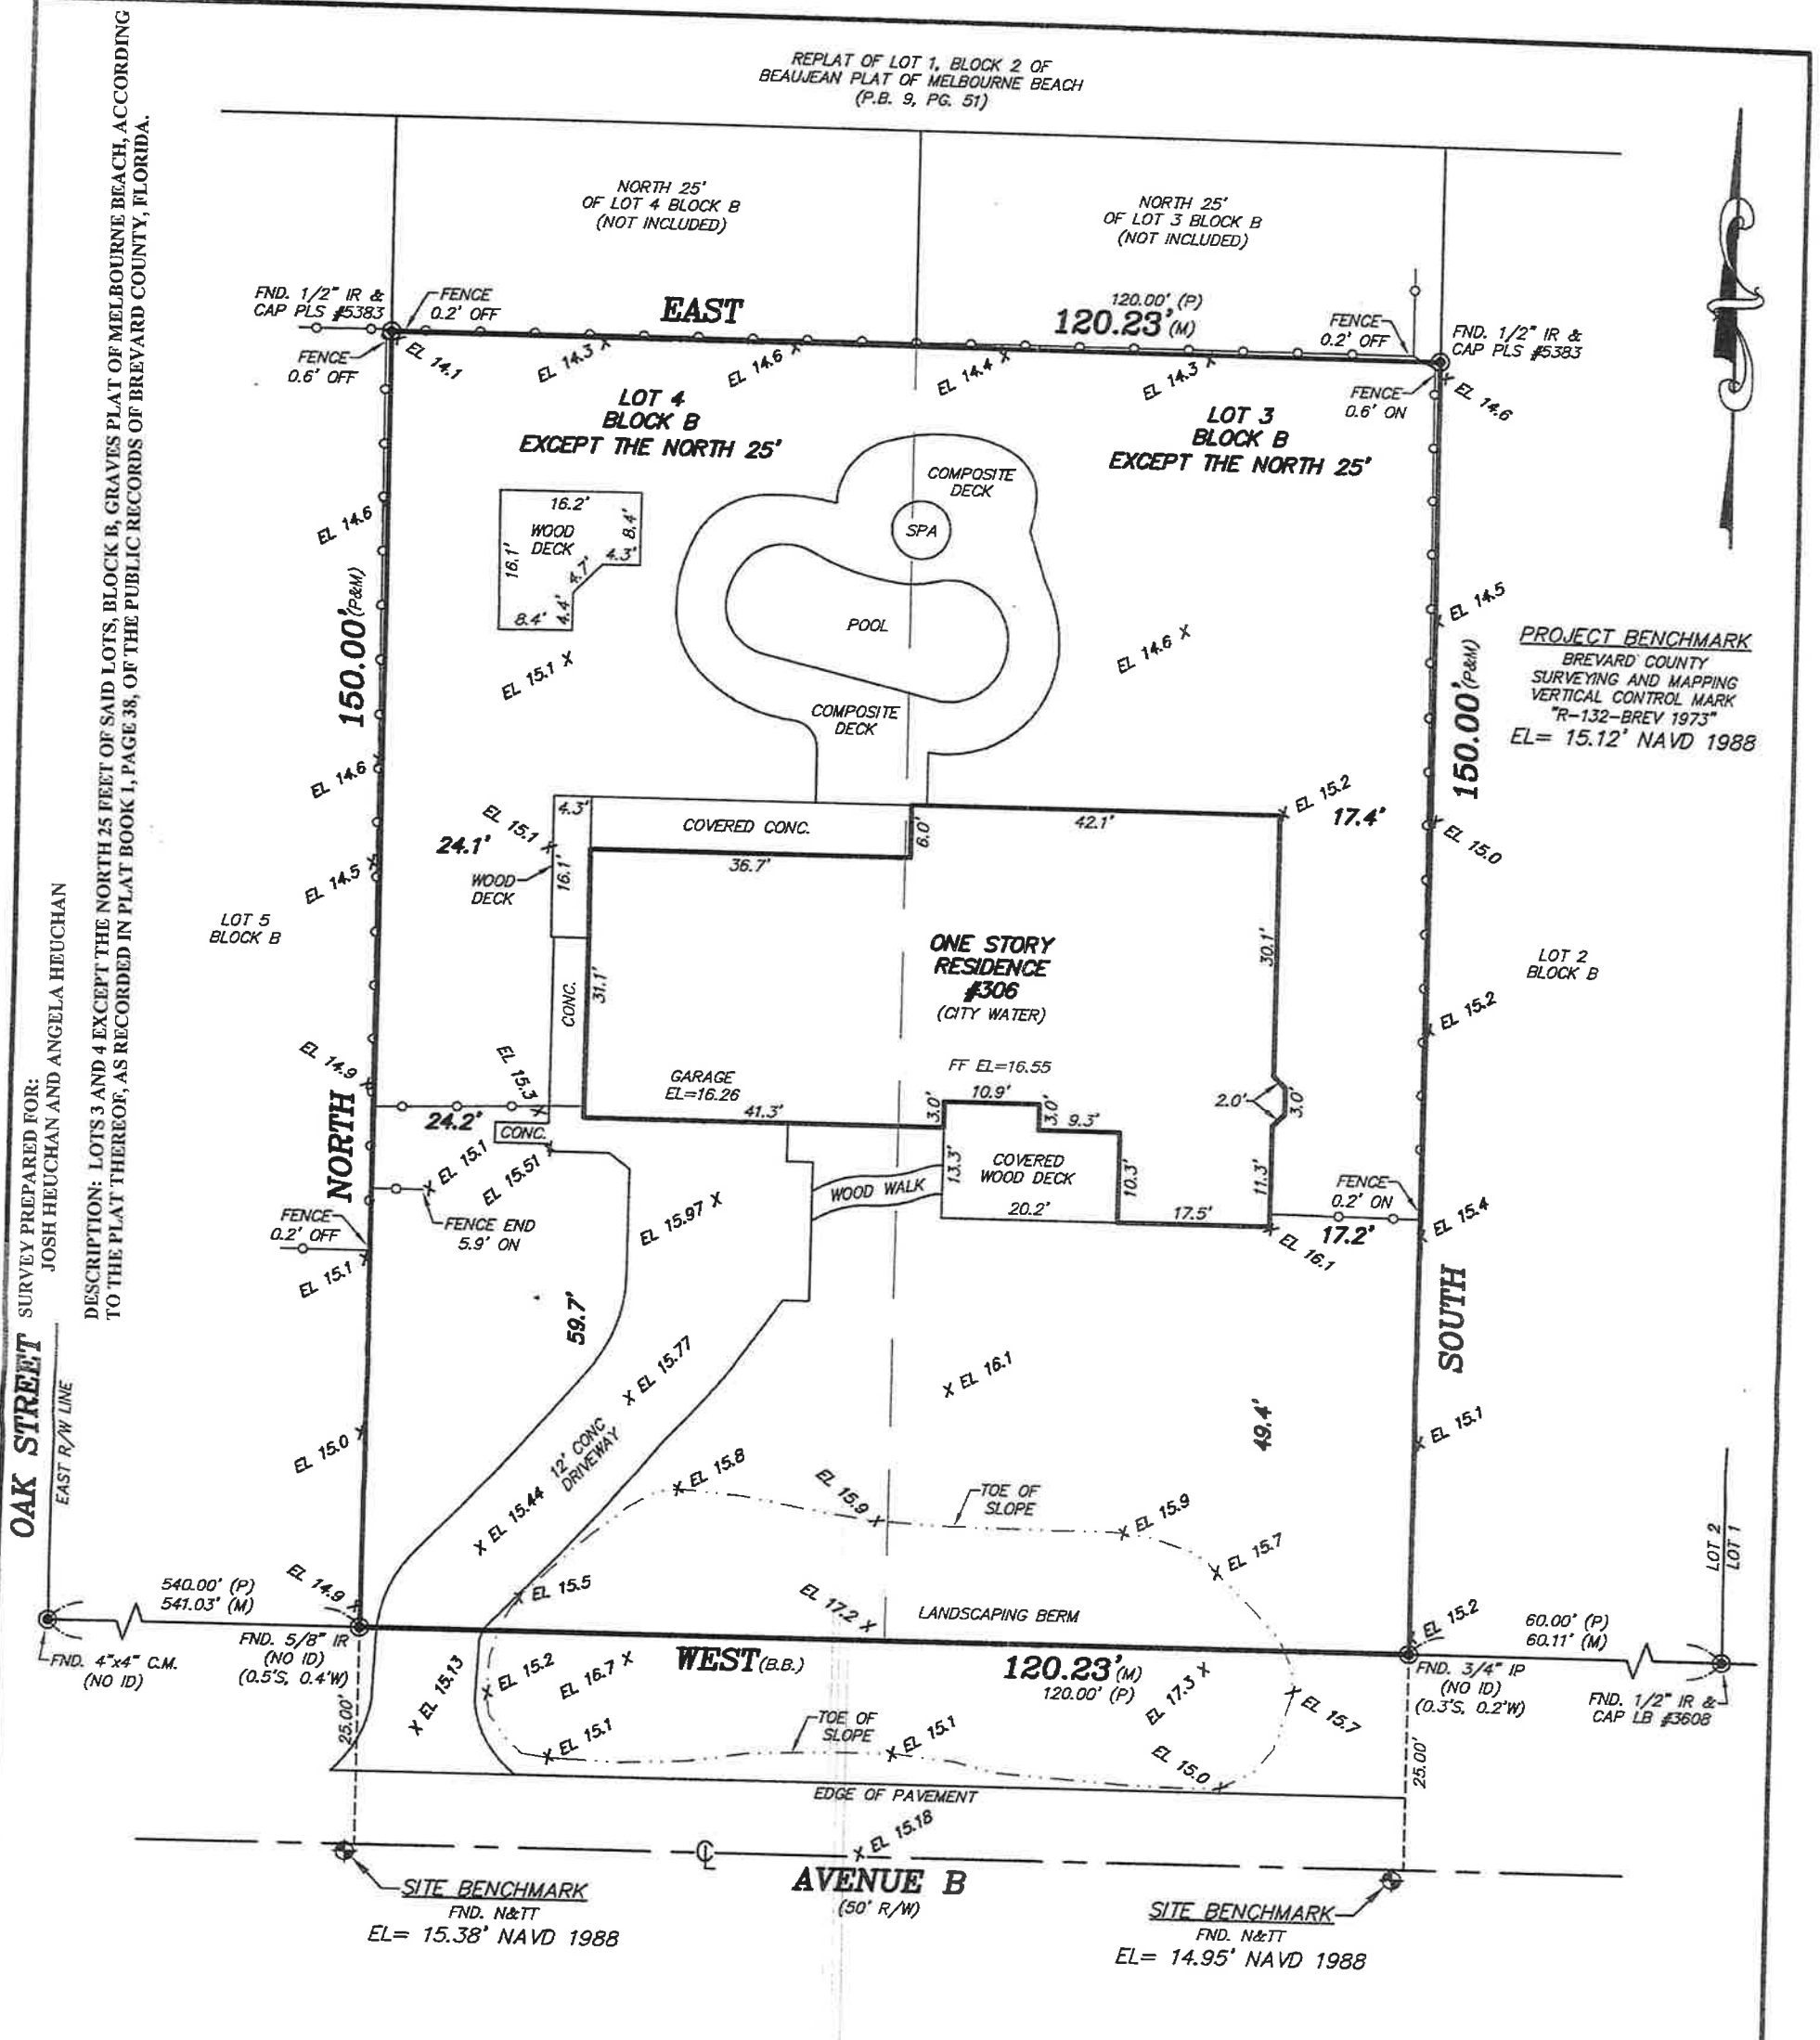 REPLAT OF LOT 1, BLOCK 2 OF
BEAUJEAN PLAT OF MELBOURNE BEACH
(P.B. 9, PG. 51)
NORTH 25'
OF LOT 4 BLOCK B
(NOT INCLUDED)
NORTH 25'
OF LOT 3 BLOCK B
(NOT INCLUDED)
FND. 1/2" IR &
CAP PLS #5383
FENCE
0.2' OFF
EAST
120.00' (P)
120.23' (M)
FENCE
0.2' OFF
FND. 1/2" IR &
CAP PLS #5383
FENCE
0.6' OFF
EL 14.1
EL 14.3
EL 14.6
EL 14.4
EL 14.3
FENCE
0.6' ON
EL 14.6
LOT 4
BLOCK B
EXCEPT THE NORTH 25'
LOT 3
BLOCK B
EXCEPT THE NORTH 25'
COMPOSITE
DECK
SPA
POOL
COMPOSITE
DECK
16.2'
WOOD
DECK
8.4'
4.3'
16.1'
4.7'
4.4'
8.4'
EL 14.6
150.00' (P&M)
EL 15.1
EL 14.6
EL 14.5
150.00' (P&M)
PROJECT BENCHMARK
BREVARD COUNTY
SURVEYING AND MAPPING
VERTICAL CONTROL MARK
"R-132-BREV 1973"
EL= 15.12' NAVD 1988
EL 14.6
EL 15.1
4.3'
COVERED CONC.
6.0'
42.1'
EL 15.2
17.4'
24.1'
36.7'
EL 15.0
WOOD
DECK
16.1'
EL 14.5
LOT 5
BLOCK B
LOT 2
BLOCK B
ONE STORY
RESIDENCE
#306
(CITY WATER)
30.1'
CONC.
31.1'
EL 15.2
EL 14.9
EL 15.3
GARAGE
EL=16.26
FF EL=16.55
10.9'
2.0'
3.0'
24.2'
41.3'
3.0'
3.0'
9.3'
CONC.
EL 15.1
EL 15.51
NORTH
COVERED
WOOD DECK
13.3'
10.3'
11.3'
WOOD WALK
20.2'
17.5'
FENCE
0.2' ON
17.2'
EL 15.4
EL 16.1
FENCE
0.2' OFF
FENCE END
5.9' ON
EL 15.97
EL 15.1
59.7'
SOUTH
EL 15.77
EL 16.1
49.4'
EL 15.1
EL 15.0
12' CONC
DRIVEWAY
EL 15.44
EL 15.8
EL 15.9
TOE OF
SLOPE
EL 15.9
EL 15.7
LOT 2
LOT 1
540.00' (P)
541.03' (M)
EL 14.9
EL 15.5
EL 17.2
LANDSCAPING BERM
EL 15.2
60.00' (P)
60.11' (M)
FND. 4"x4" C.M.
(NO ID)
FND. 5/8" IR
(NO ID)
(0.5'S, 0.4'W)
WEST (B.B.)
120.23' (M)
120.00' (P)
FND. 3/4" IP
(NO ID)
(0.3'S, 0.2'W)
FND. 1/2" IR &
CAP LB #3608
25.00'
EL 15.13
EL 15.2
EL 16.7
EL 15.1
TOE OF
SLOPE
EL 15.1
EL 17.3
EL 15.7
EL 15.0
25.00'
EDGE OF PAVEMENT
EL 15.18
CL
AVENUE B
(50' R/W)
SITE BENCHMARK
FND. N&TT
EL= 15.38' NAVD 1988
SITE BENCHMARK
FND. N&TT
EL= 14.95' NAVD 1988
OAK STREET
EAST R/W LINE
SURVEY PREPARED FOR:
JOSH HEUCHAN AND ANGELA HEUCHAN
DESCRIPTION: LOTS 3 AND 4 EXCEPT THE NORTH 25 FEET OF SAID LOTS, BLOCK B, GRAVES PLAT OF MELBOURNE BEACH, ACCORDING
TO THE PLAT THEREOF, AS RECORDED IN PLAT BOOK 1, PAGE 38, OF THE PUBLIC RECORDS OF BREVARD COUNTY, FLORIDA.